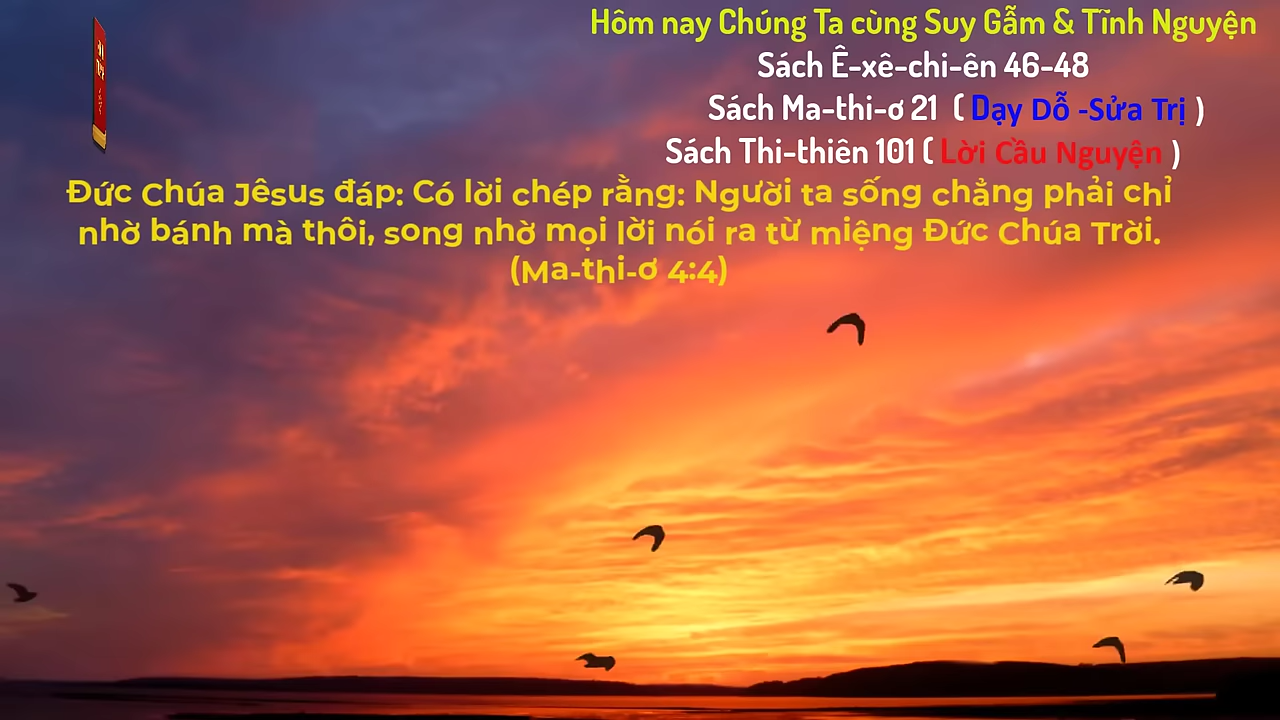 Hôm nay Chúng Ta cùng Suy Gẫm & Tĩnh Nguyện
Sách Ê-xê-chi-ên 46-48
Sách Ma-thi-ơ 21 ( Dạy Dỗ -Sửa Trị )
Sách Thi-thiên 101 ( Lời Cầu Nguyện )
Đức Chúa Jêsus đáp: Có lời chép rằng: Người ta sống chẳng phải chỉ
nhờ bánh mà thôi, song nhờ mọi lời nói ra từ miệng Đức Chúa Trời.
(Ma-thi-ơ 4:4)